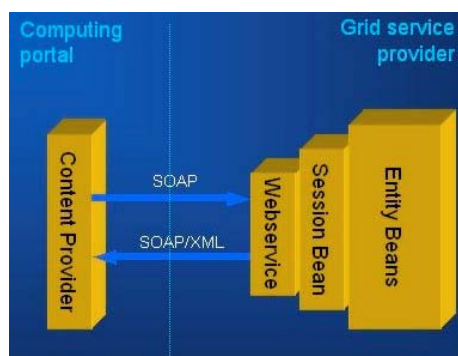 Computing
portal
Grid service
provider
Content Provider
SOAP
SOAP/XML
Webservice
Session Bean
Entity Beans